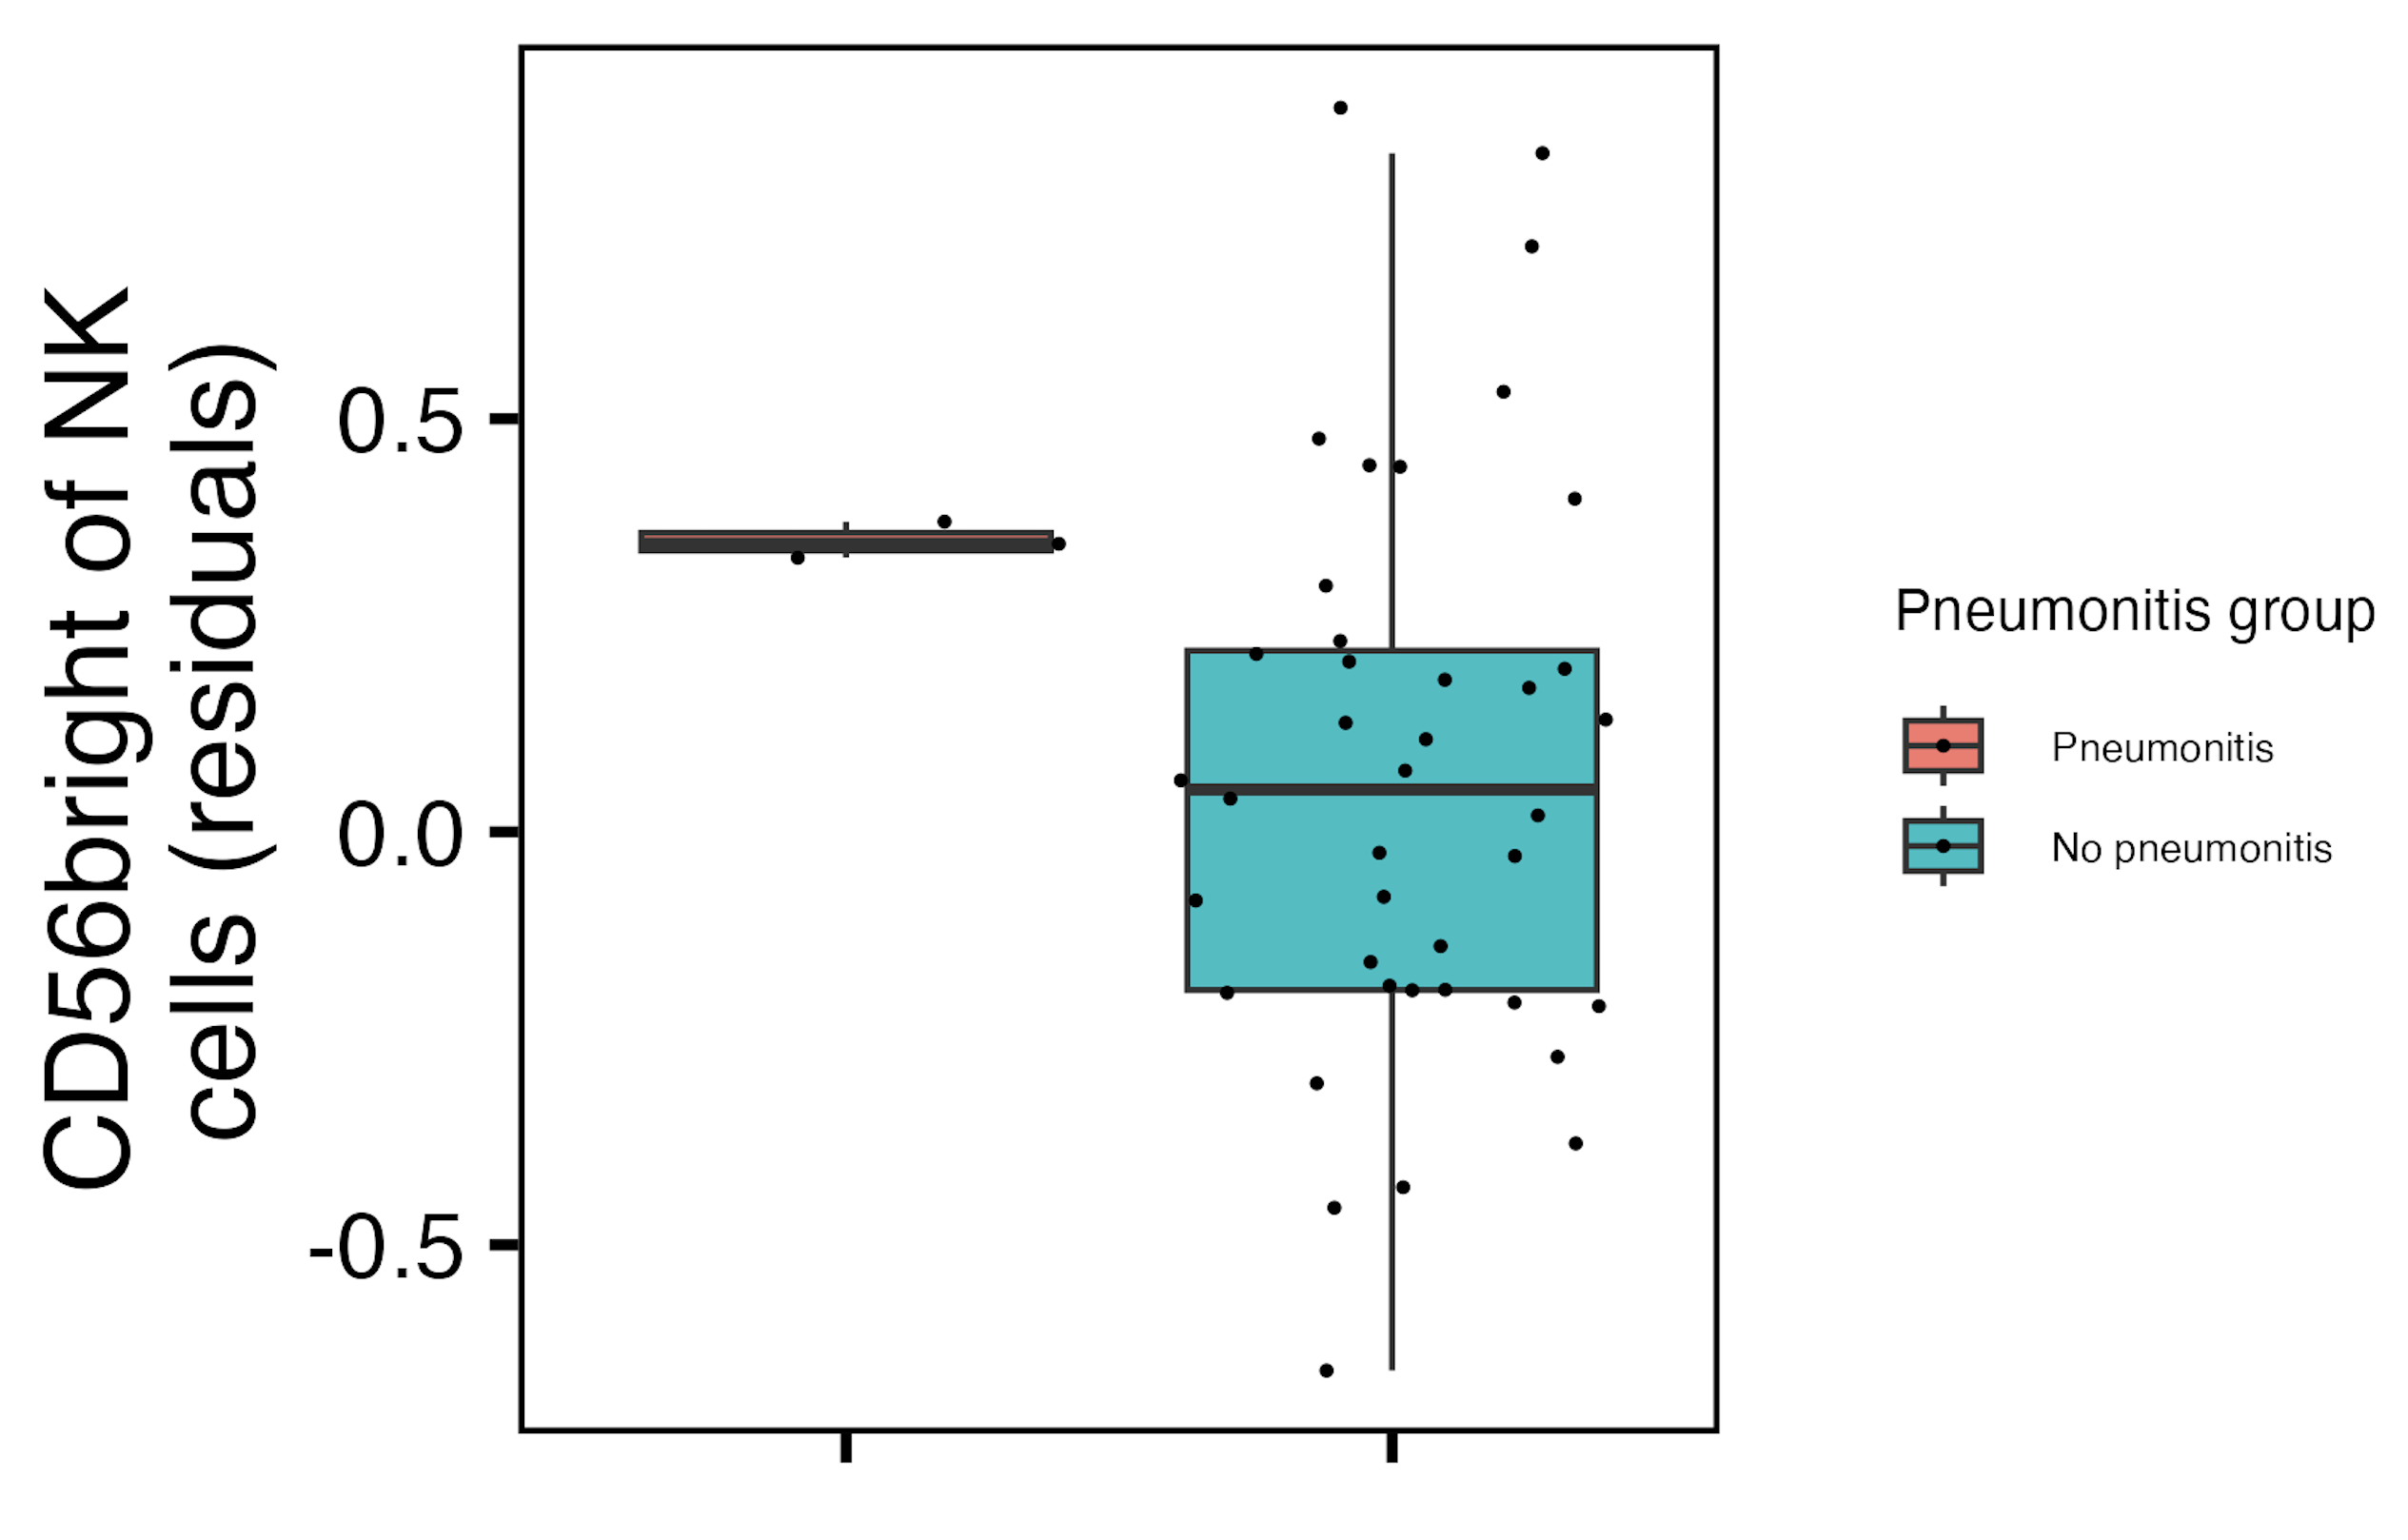 CD56bright of NK
cells (residuals)
0.5
0.0
-0.5
Pneumonitis group
Pneumonitis
No pneumonitis